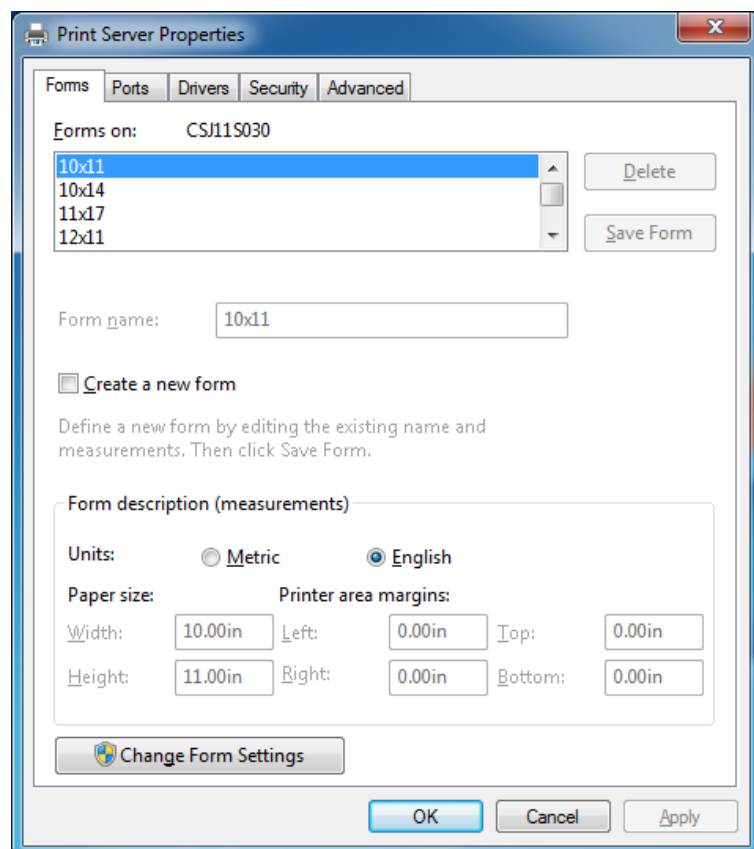 Print Server Properties
Forms Ports Drivers Security Advanced
Forms on: CSJ11S030
10x11
Delete
10x14
11x17
Save Form
12x11
Form name: 10x11
Create a new form
Define a new form by editing the existing name and
measurements. Then click Save Form.
Form description (measurements)
Units: Metric English
Paper size: Printer area margins:
Width: 10.00in Left: 0.00in Top: 0.00in
Height: 11.00in Right: 0.00in Bottom: 0.00in
Change Form Settings
OK Cancel Apply